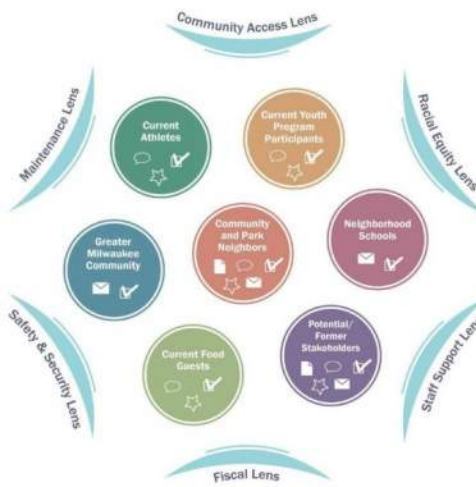 Community Access Lens
Maintenance Lens
Racial Equity Lens
Current
Athletes
Current Youth
Program
Participants
Greater
Milwaukee
Community
Community
and Park
Neighbors
Neighborhood
Schools
Current Food
Guests
Potential/
Former
Stakeholders
Safety & Security Lens
Staff Support Len
Fiscal Lens